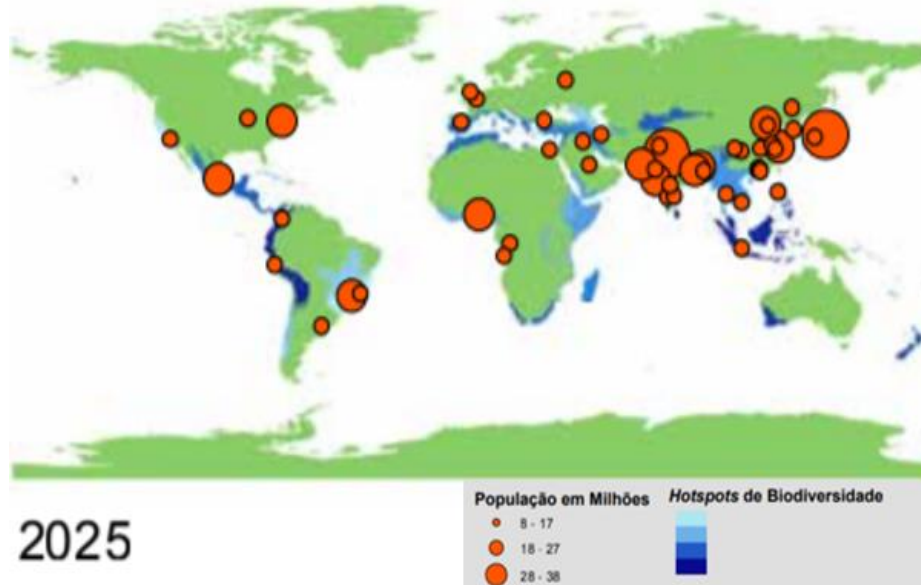 2025
População em Milhões
8 - 17
18 - 27
28 - 38
Hotspots de Biodiversidade